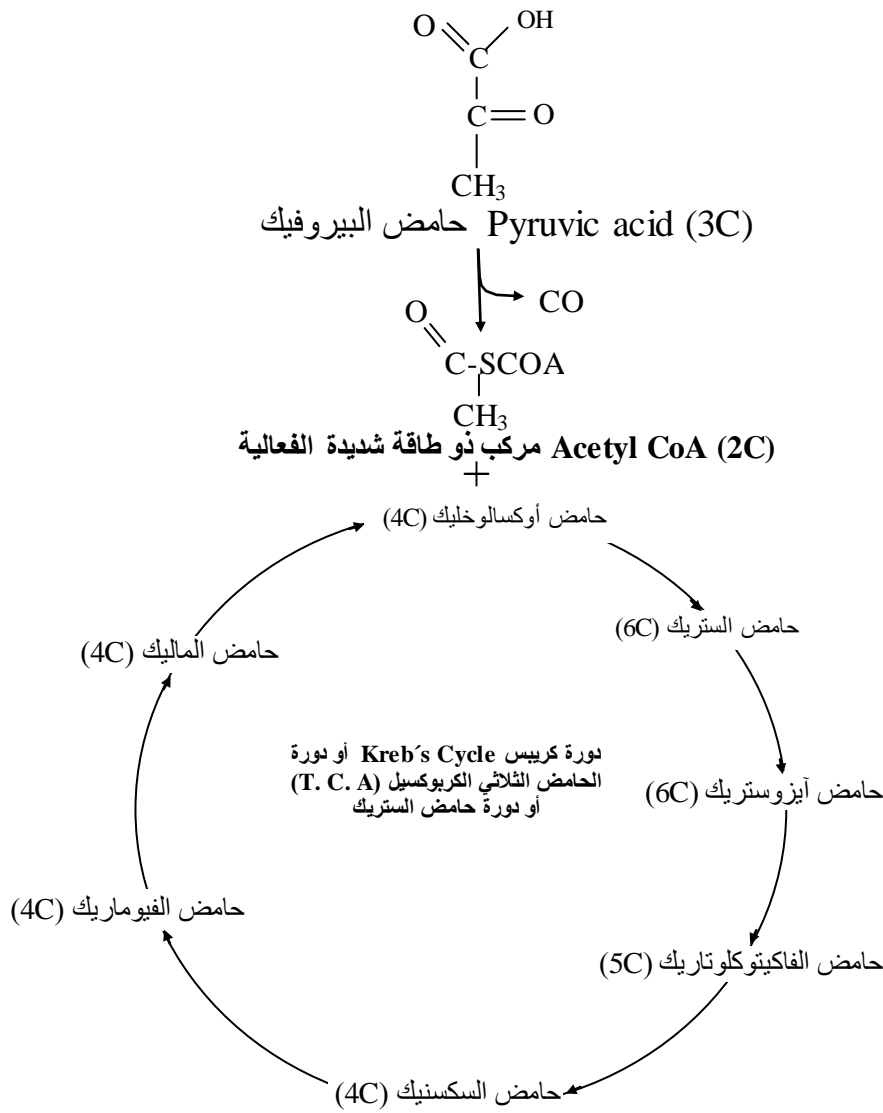 O OH
C
C = O
CH3
حامض البيروفيك Pyruvic acid (3C)
CO
O
C-SCOA
CH3
مركب ذو طاقة شديدة الفعالية Acetyl CoA (2C)
+
حامض أوكسالوخليك (4C)
حامض الستريك (6C)
حامض الماليك (4C)
دورة كريبس Kreb´s Cycle أو دورة
الحامض الثلاثي الكربوكسيل (T. C. A)
أو دورة حامض الستريك
حامض آيزوستريك (6C)
حامض الفيوماريك (4C)
حامض الفاكيتوكلوتاريك (5C)
حامض السكسنيك (4C)